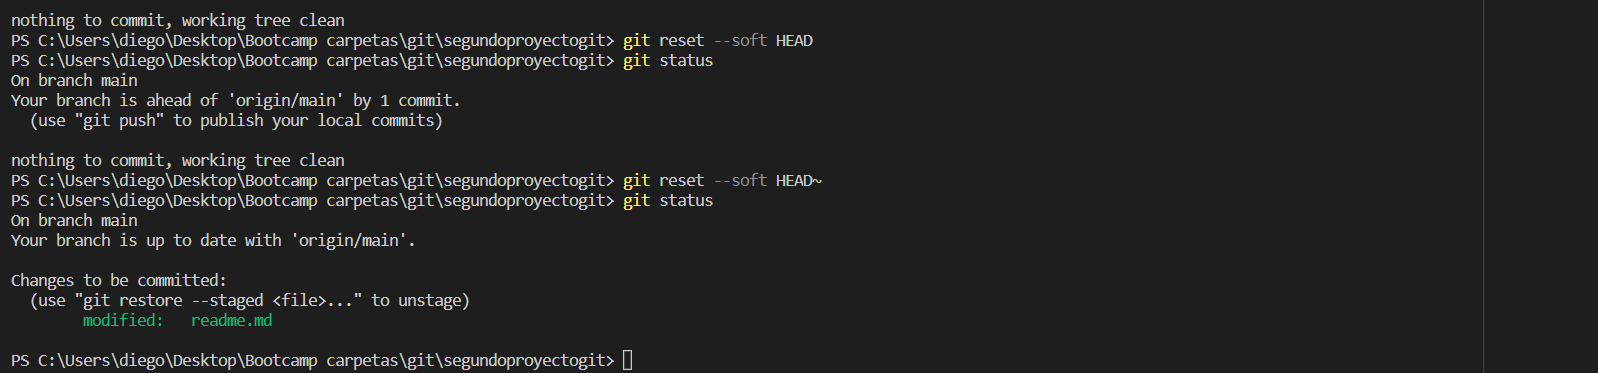 nothing to commit, working tree clean
PS C:\Users\diego\Desktop\Bootcamp carpetas\git\segundoproyectogit> git reset --soft HEAD
PS C:\Users\diego\Desktop\Bootcamp carpetas\git\segundoproyectogit> git status
On branch main
Your branch is ahead of 'origin/main' by 1 commit.
  (use "git push" to publish your local commits)

nothing to commit, working tree clean
PS C:\Users\diego\Desktop\Bootcamp carpetas\git\segundoproyectogit> git reset --soft HEAD~
PS C:\Users\diego\Desktop\Bootcamp carpetas\git\segundoproyectogit> git status
On branch main
Your branch is up to date with 'origin/main'.

Changes to be committed:
  (use "git restore --staged <file>..." to unstage)
        modified:   readme.md

PS C:\Users\diego\Desktop\Bootcamp carpetas\git\segundoproyectogit>